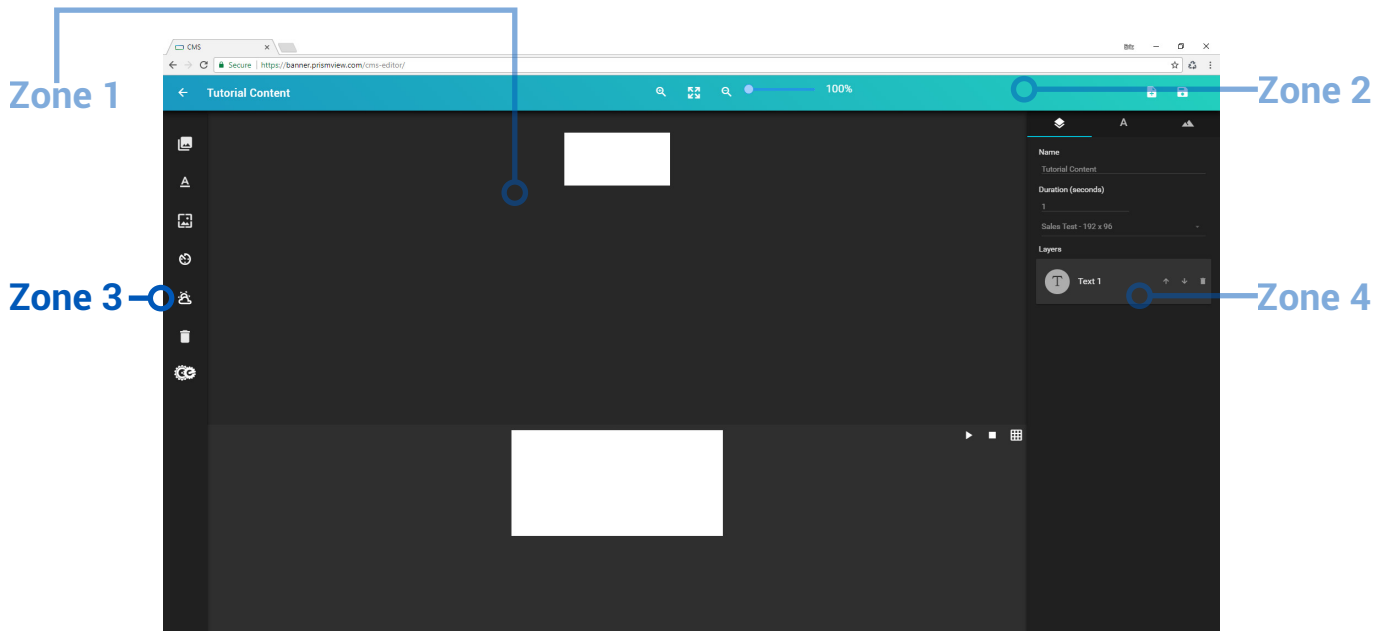 CMS
Secure | https://banner.prismview.com/cms-editor/
Zone 1
Tutorial Content
100%
Zone 2
A
A
Name
Tutorial Content
Duration (seconds)
1
Sales Test - 192 x 96
Layers
Zone 3
T Text 1
Zone 4